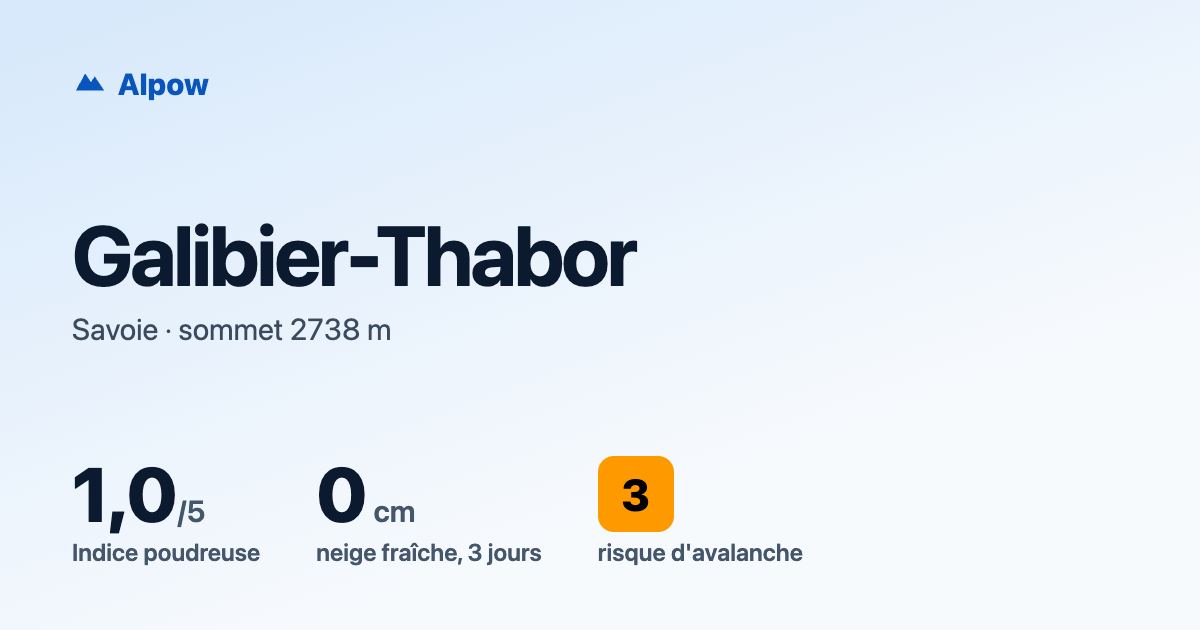 Alpow
Galibier-Thabor
Savoie · sommet 2738 m
1,0/5
Indice poudreuse
0 cm
neige fraîche, 3 jours
3
risque d'avalanche